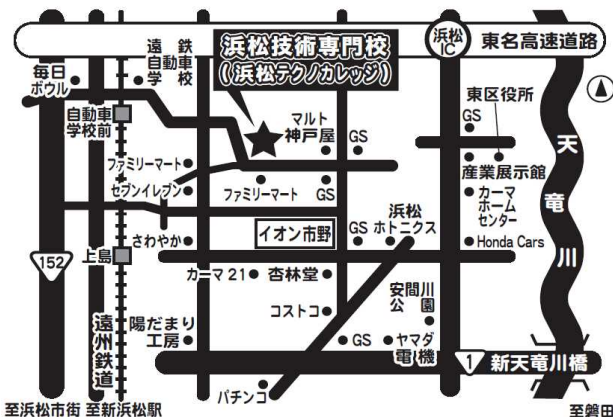 東名高速道路
浜松
IC
遠鉄
自動車
学校
浜松技術専門校
(浜松テクノカレッジ)
毎日
ボウル
自動車
学校前
マルト
神戸屋
GS
GS
東区役所
産業展示館
ファミリーマート
セブンイレブン
ファミリーマート
GS
カーマ
ホーム
センター
天竜川
さわやか
イオン市野
GS
浜松
ホトニクス
Honda Cars
152
上島
カーマ21
杏林堂
コストコ
安間川
公園
遠州鉄道
陽だまり
工房
GS
ヤマダ
電機
1
新天竜川橋
パチンコ
至浜松市街
至新浜松駅
至磐田